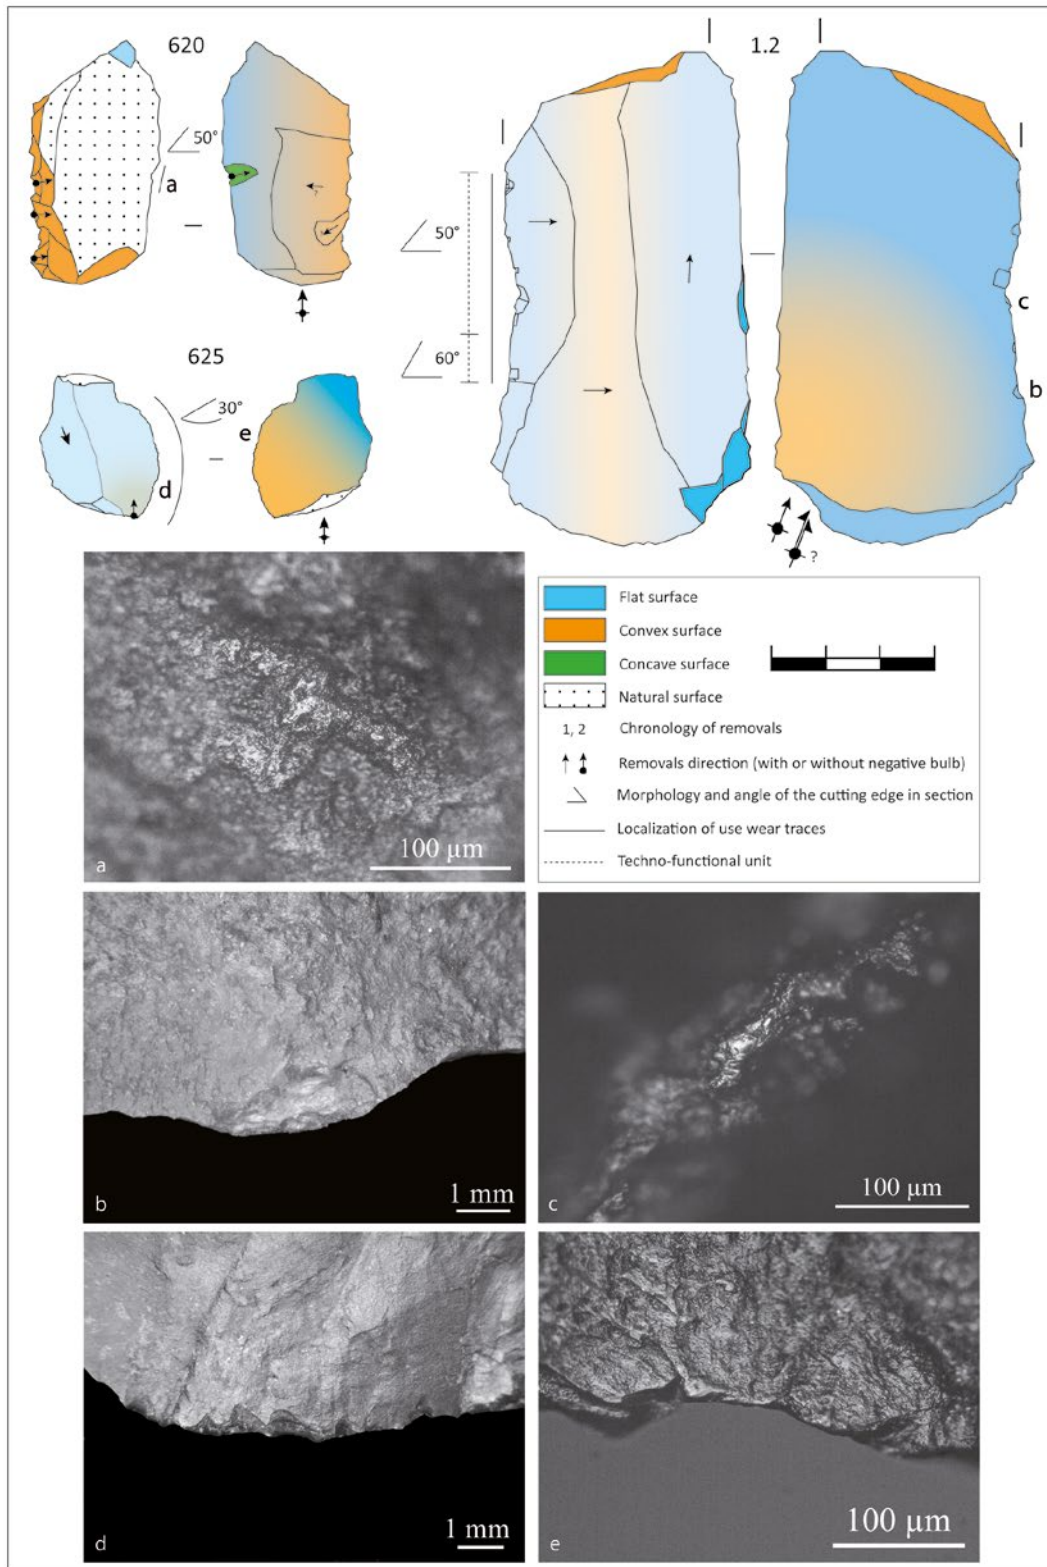 620
1.2
50°
a
50°
60°
c
b
625
30°
e
d
?
Flat surface
Convex surface
Concave surface
Natural surface
1, 2 Chronology of removals
Removals direction (with or without negative bulb)
Morphology and angle of the cutting edge in section
Localization of use wear traces
Techno-functional unit
a 100 µm
b 1 mm
c 100 µm
d 1 mm
e 100 µm